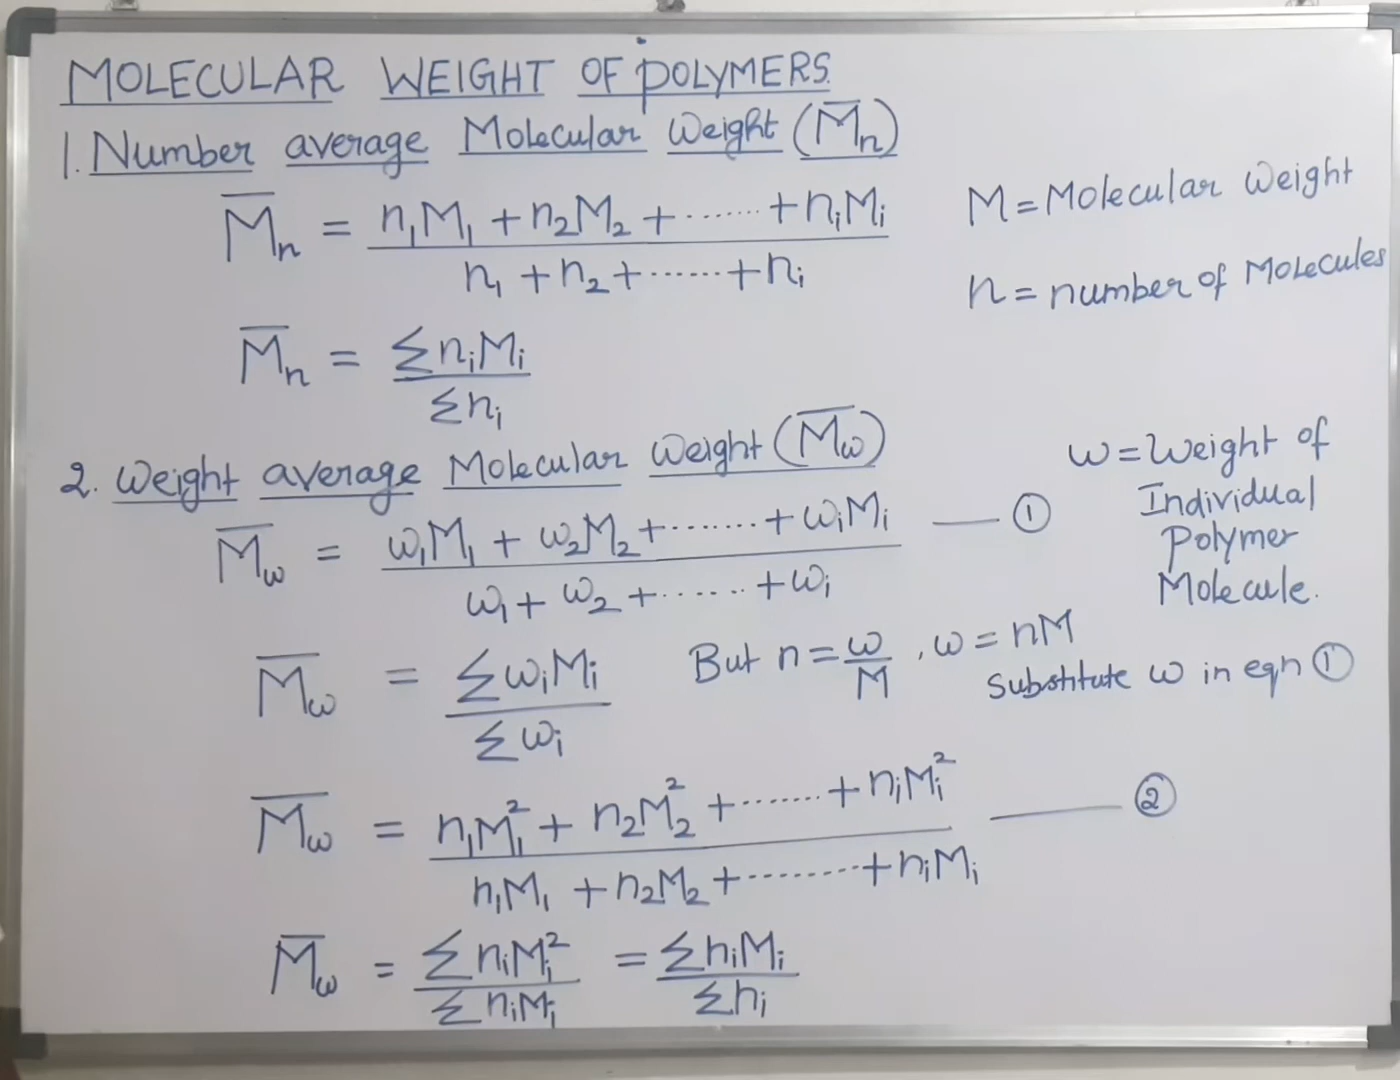 MOLECULAR WEIGHT OF POLYMERS.
1. Number average Molecular Weight (M̅n)
M̅n = n₁M₁ + n₂M₂ + ....... + nᵢMᵢ / n₁ + n₂ + ....... + nᵢ
M = Molecular Weight
n = number of Molecules
M̅n = ΣnᵢMᵢ / Σnᵢ
2. Weight average Molecular Weight (M̅w)
M̅w = w₁M₁ + w₂M₂ + ........ + wᵢMᵢ / w₁ + w₂ + ....... + wᵢ — ①
w = Weight of
Individual
Polymer
Molecule.
M̅w = ΣwᵢMᵢ / Σwᵢ
But n = w/M , w = nM
Substitute w in eqn ①
M̅w = n₁M₁² + n₂M₂² + ........ + nᵢMᵢ² / n₁M₁ + n₂M₂ + ......... + nᵢMᵢ — ②
M̅w = ΣnᵢMᵢ² / ΣnᵢMᵢ = ΣnᵢMᵢ / Σnᵢ